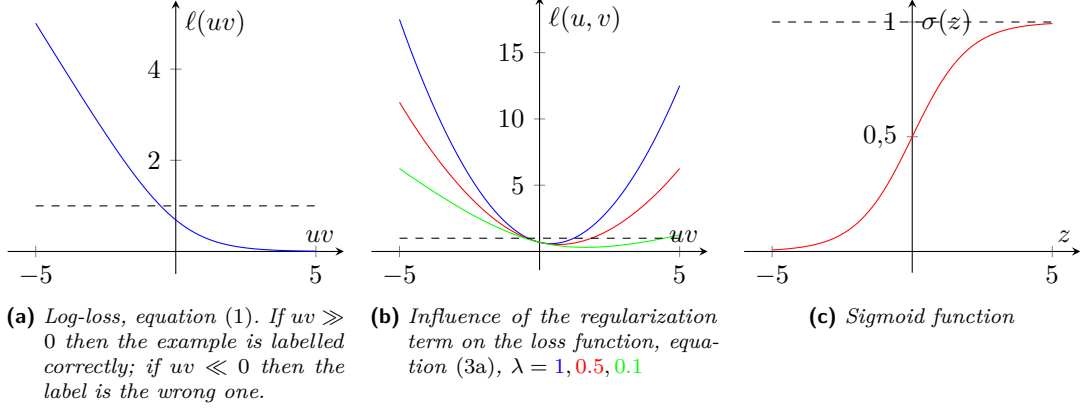 ℓ(uv)
4
2
uv
−5
5
(a) Log-loss, equation (1). If uv ≫
0 then the example is labelled
correctly; if uv ≪ 0 then the
label is the wrong one.
ℓ(u, v)
15
10
5
uv
−5
5
(b) Influence of the regularization
term on the loss function, equa-
tion (3a), λ = 1, 0.5, 0.1
1
σ(z)
0,5
z
−5
5
(c) Sigmoid function